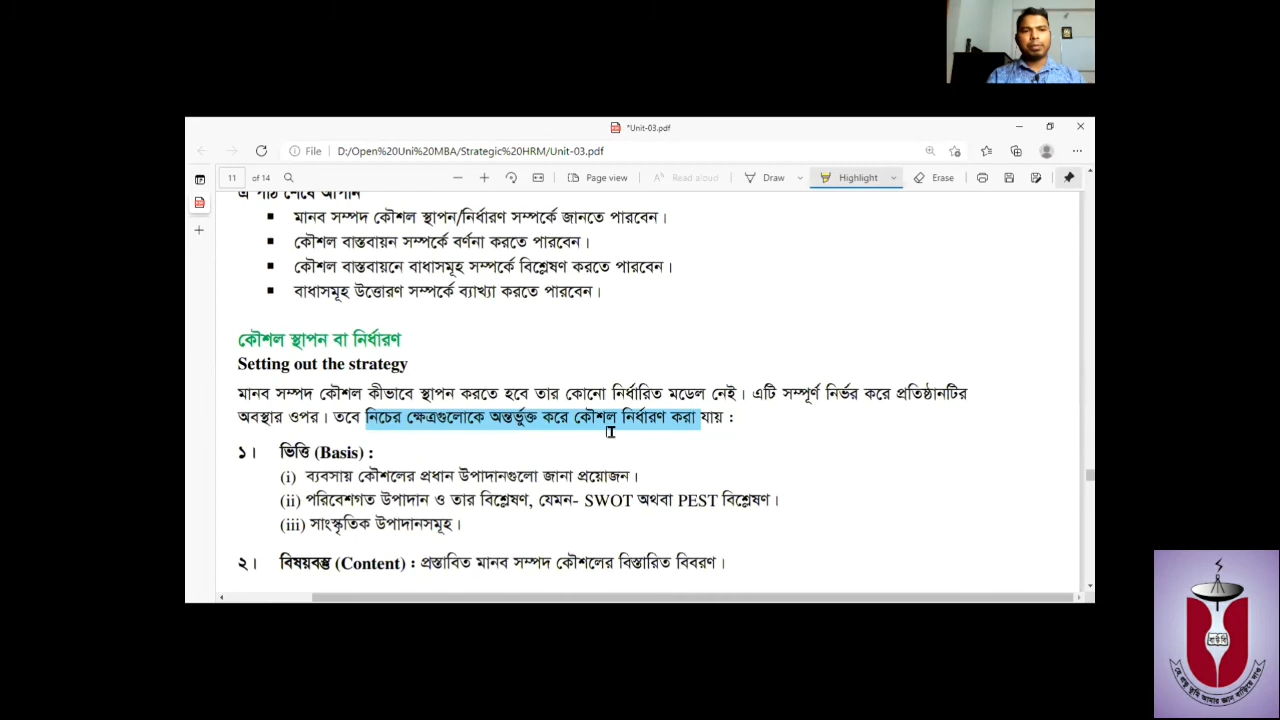 *Unit-03.pdf
File D:/Open%20Uni%20MBA/Strategic%20HRM/Unit-03.pdf
11 of 14 Page view Read aloud Draw Highlight Erase
এ পাঠ শেষে আপনি
▪ মানব সম্পদ কৌশল স্থাপন/নির্ধারণ সম্পর্কে জানতে পারবেন।
▪ কৌশল বাস্তবায়ন সম্পর্কে বর্ণনা করতে পারবেন।
▪ কৌশল বাস্তবায়নে বাধাসমূহ সম্পর্কে বিশ্লেষণ করতে পারবেন।
▪ বাধাসমূহ উত্তোরণ সম্পর্কে ব্যাখ্যা করতে পারবেন।
কৌশল স্থাপন বা নির্ধারণ
Setting out the strategy
মানব সম্পদ কৌশল কীভাবে স্থাপন করতে হবে তার কোনো নির্ধারিত মডেল নেই। এটি সম্পূর্ণ নির্ভর করে প্রতিষ্ঠানটির
অবস্থার ওপর। তবে নিচের ক্ষেত্রগুলোকে অন্তর্ভুক্ত করে কৌশল নির্ধারণ করা যায় :
১। ভিত্তি (Basis) :
(i) ব্যবসায় কৌশলের প্রধান উপাদানগুলো জানা প্রয়োজন।
(ii) পরিবেশগত উপাদান ও তার বিশ্লেষণ, যেমন- SWOT অথবা PEST বিশ্লেষণ।
(iii) সাংস্কৃতিক উপাদানসমূহ।
২। বিষয়বস্তু (Content) : প্রস্তাবিত মানব সম্পদ কৌশলের বিস্তারিত বিবরণ।
বাউবি